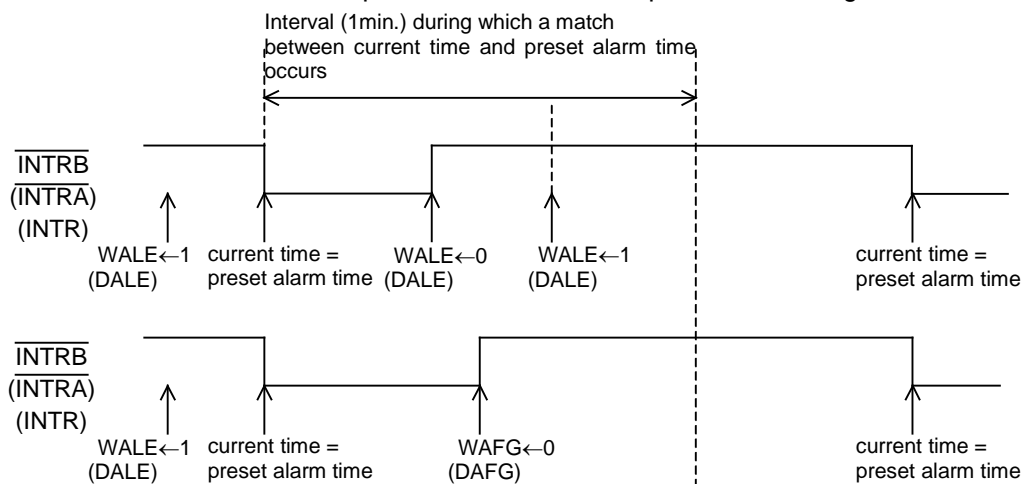 Interval (1min.) during which a match
between current time and preset alarm time
occurs
INTRB
(INTRA)
(INTR)
WALE←1
(DALE)
current time =
preset alarm time
WALE←0
(DALE)
WALE←1
(DALE)
current time =
preset alarm time
INTRB
(INTRA)
(INTR)
WALE←1
(DALE)
current time =
preset alarm time
WAFG←0
(DAFG)
current time =
preset alarm time